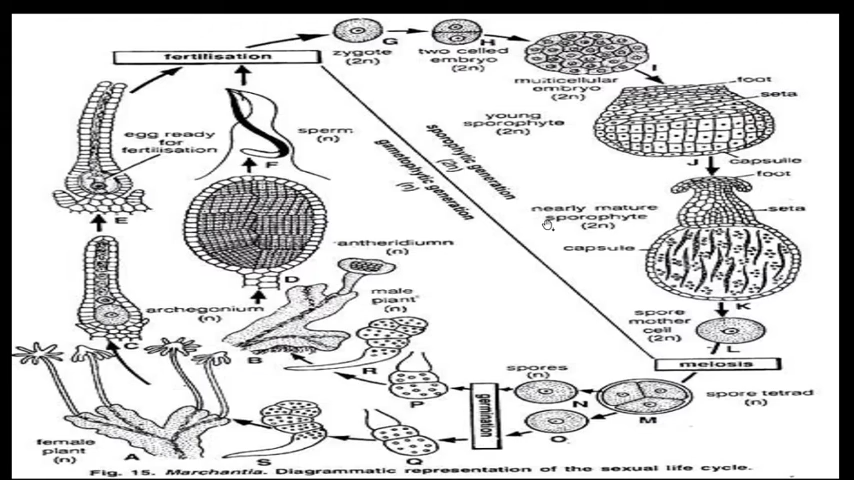 G
H
fertilisation
zygote
(2n)
two celled
embryo
(2n)
I
multicellular
embryo
(2n)
foot
seta
egg ready
for
fertilisation
sperm
(n)
young
sporophyte
(2n)
sporophytic generation
(2n)
gametophytic generation
(n)
F
J
capsule
foot
E
nearly mature
sporophyte
(2n)
seta
capsule
antheridiumn
(n)
D
male
plant
(n)
archegonium
(n)
K
spore
mother
cell
(2n)
C
B
L
meiosis
R
spores
(n)
spore tetrad
(n)
P
N
M
germination
O
female
plant
(n)
A
S
Q
Fig. 15. Marchantia. Diagrammatic representation of the sexual life cycle.